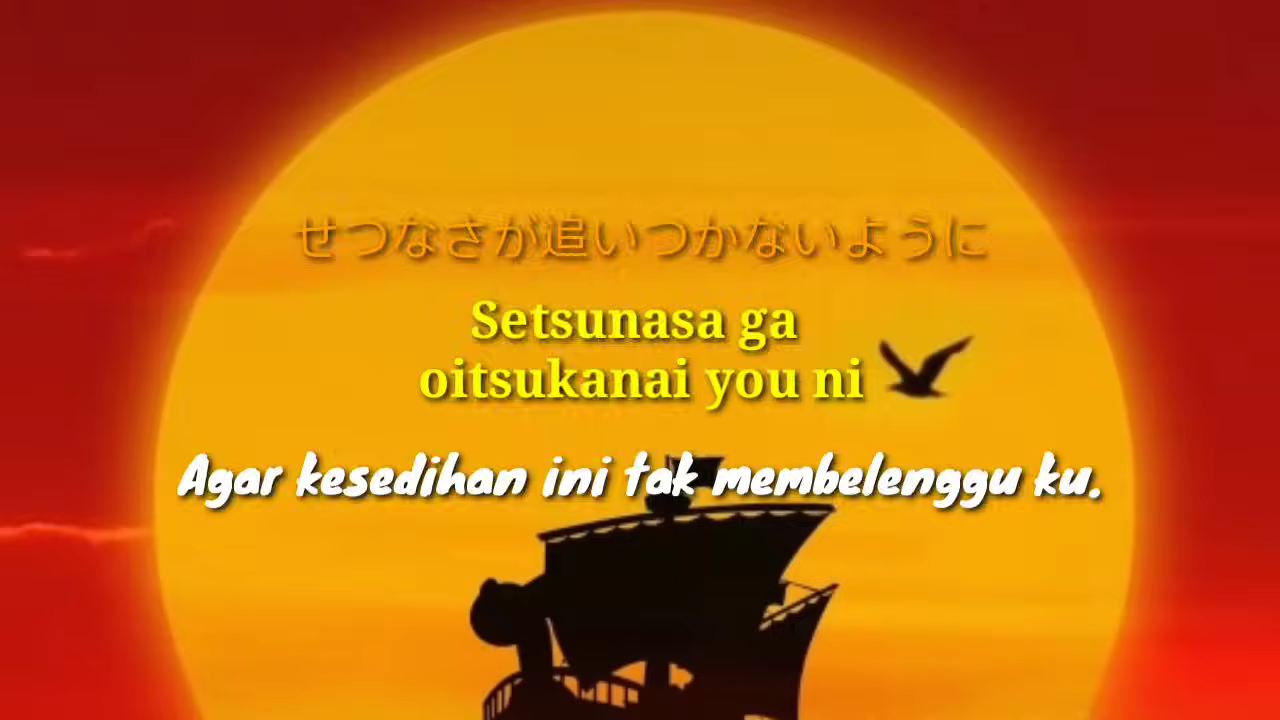 せつなさが追いつかないように
Setsunasa ga
oitsukanai you ni
Agar kesedihan ini tak membelenggu ku.